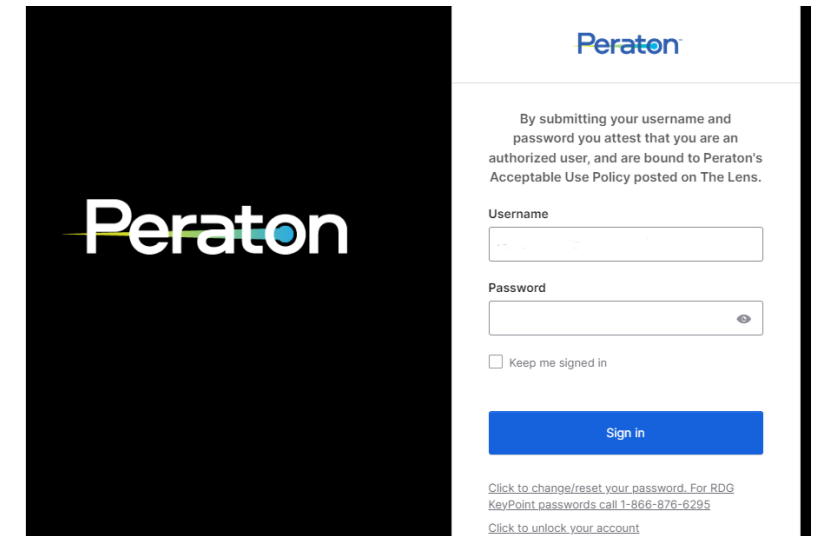 Peraton
Peraton
By submitting your username and
password you attest that you are an
authorized user, and are bound to Peraton's
Acceptable Use Policy posted on The Lens.
Username
Password
Keep me signed in
Sign in
Click to change/reset your password. For RDG
KeyPoint passwords call 1-866-876-6295
Click to unlock your account